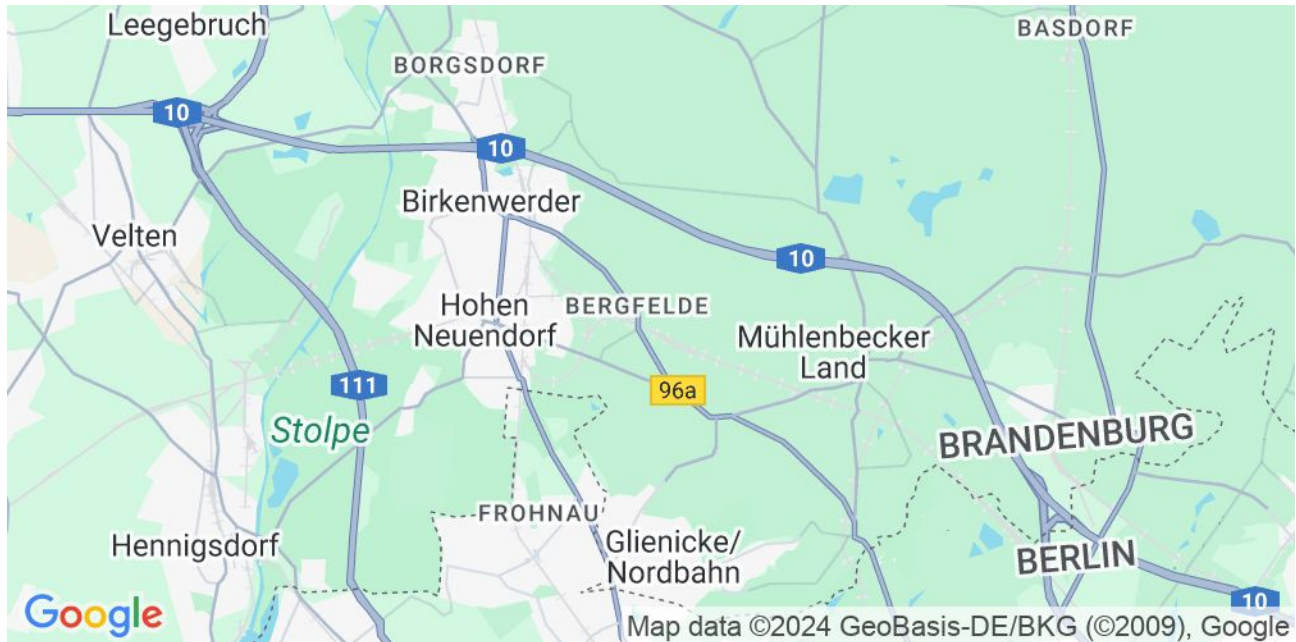 Leegebruch
BASDORF
BORGSDORF
10
10
Birkenwerder
Velten
10
Hohen
Neuendorf
BERGFELDE
Mühlenbecker
Land
111
96a
Stolpe
BRANDENBURG
FROHNAU
Hennigsdorf
Glienicke/
Nordbahn
BERLIN
10
Google
Map data ©2024 GeoBasis-DE/BKG (©2009), Google